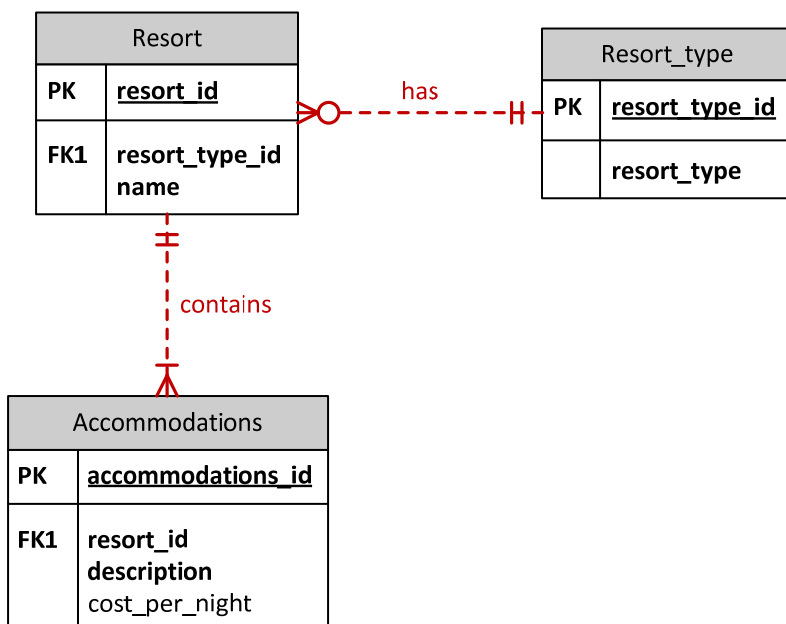 Resort
PK resort_id
FK1 resort_type_id
name
has
Resort_type
PK resort_type_id
resort_type
contains
Accommodations
PK accommodations_id
FK1 resort_id
description
cost_per_night